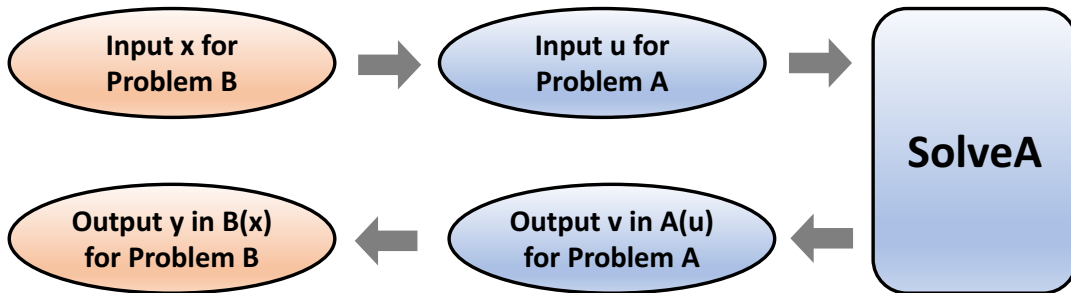 Input x for
Problem B
Input u for
Problem A
SolveA
Output y in B(x)
for Problem B
Output v in A(u)
for Problem A